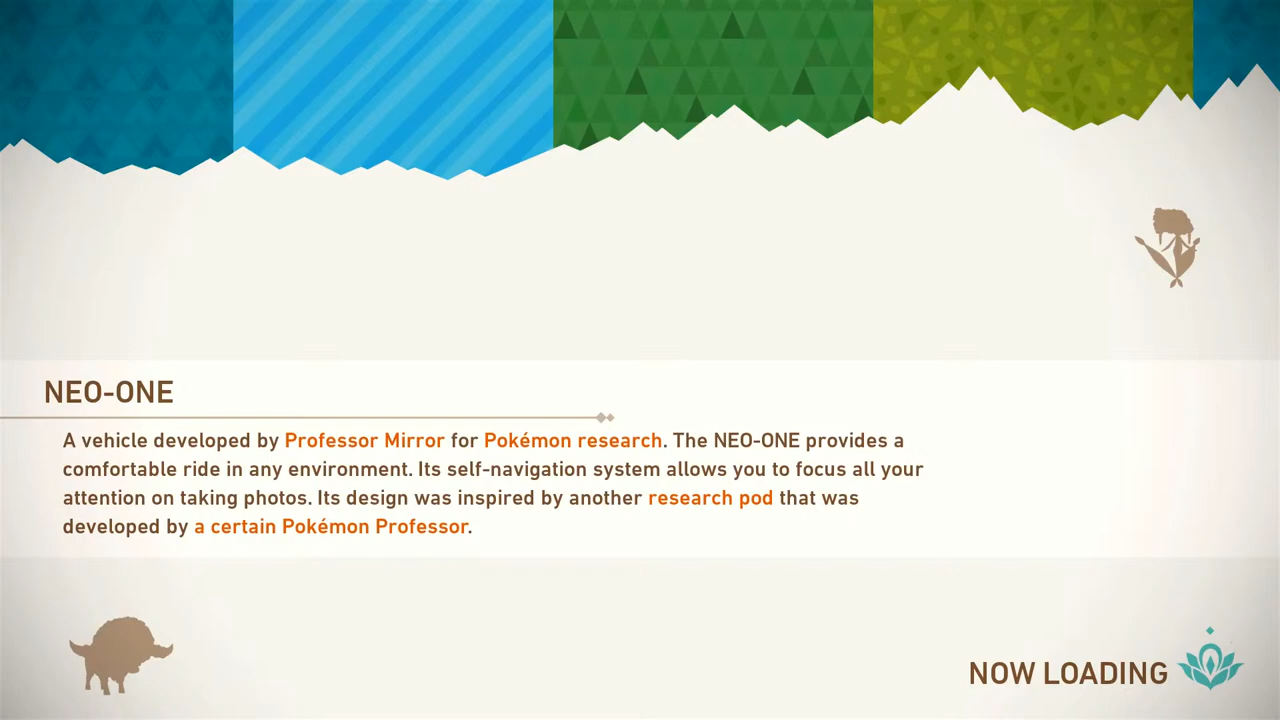 NEO-ONE
A vehicle developed by Professor Mirror for Pokémon research. The NEO-ONE provides a
comfortable ride in any environment. Its self-navigation system allows you to focus all your
attention on taking photos. Its design was inspired by another research pod that was
developed by a certain Pokémon Professor.
NOW LOADING